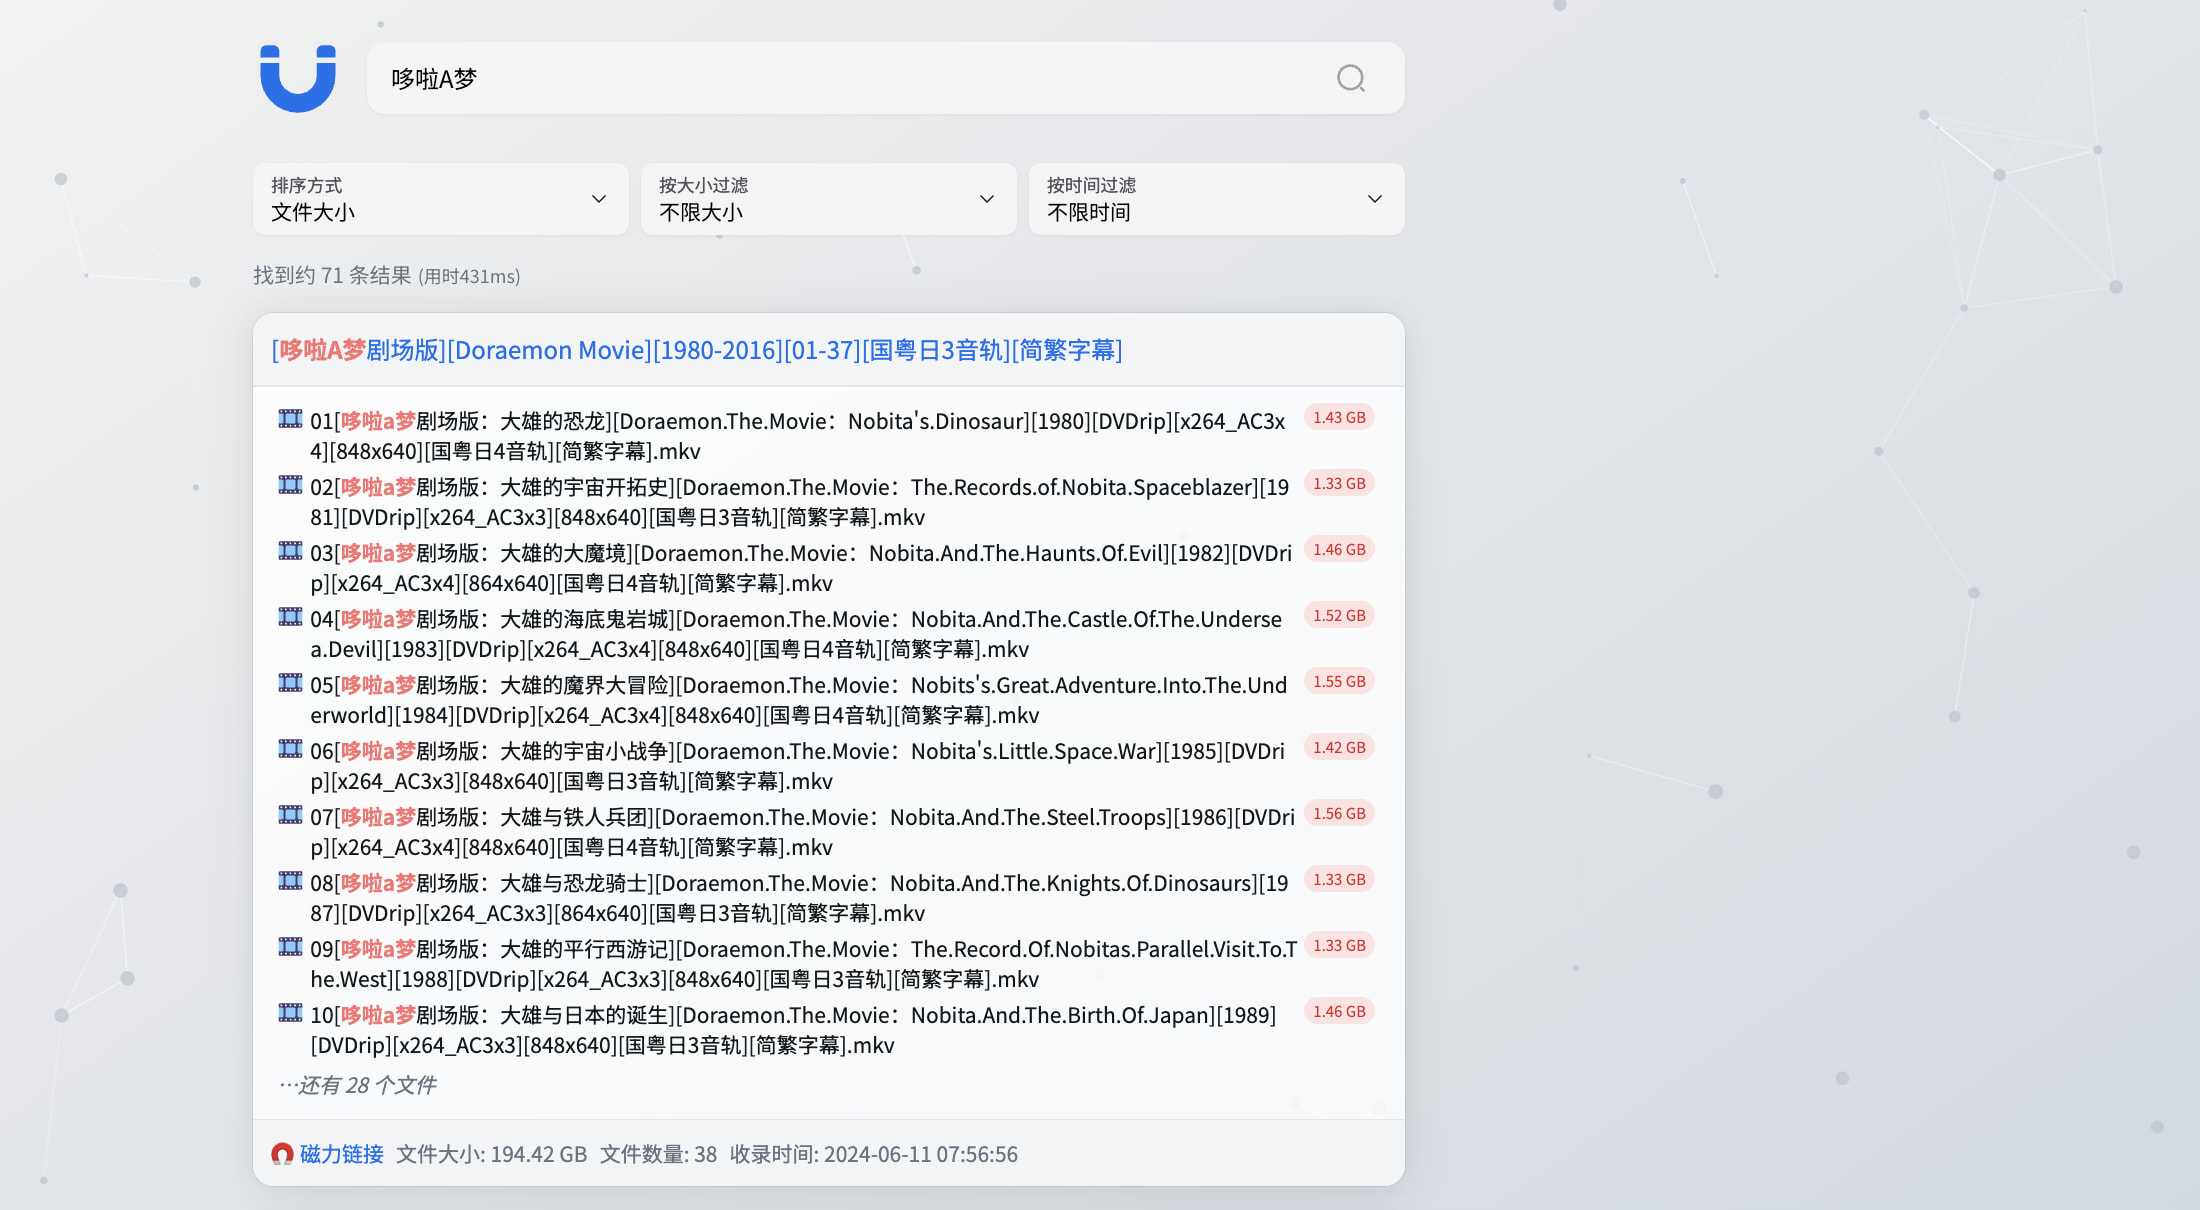 哆啦A梦
排序方式
文件大小
按大小过滤
不限大小
按时间过滤
不限时间
找到约 71 条结果 (用时431ms)
[哆啦A梦剧场版][Doraemon Movie][1980-2016][01-37][国粤日3音轨][简繁字幕]
01[哆啦a梦剧场版：大雄的恐龙][Doraemon.The.Movie：Nobita's.Dinosaur][1980][DVDrip][x264_AC3x
4][848x640][国粤日4音轨][简繁字幕].mkv
1.43 GB
02[哆啦a梦剧场版：大雄的宇宙开拓史][Doraemon.The.Movie：The.Records.of.Nobita.Spaceblazer][19
81][DVDrip][x264_AC3x3][848x640][国粤日3音轨][简繁字幕].mkv
1.33 GB
03[哆啦a梦剧场版：大雄的大魔境][Doraemon.The.Movie：Nobita.And.The.Haunts.Of.Evil][1982][DVDri
p][x264_AC3x4][864x640][国粤日4音轨][简繁字幕].mkv
1.46 GB
04[哆啦a梦剧场版：大雄的海底鬼岩城][Doraemon.The.Movie：Nobita.And.The.Castle.Of.The.Underse
a.Devil][1983][DVDrip][x264_AC3x4][848x640][国粤日4音轨][简繁字幕].mkv
1.52 GB
05[哆啦a梦剧场版：大雄的魔界大冒险][Doraemon.The.Movie：Nobits's.Great.Adventure.Into.The.Und
erworld][1984][DVDrip][x264_AC3x4][848x640][国粤日4音轨][简繁字幕].mkv
1.55 GB
06[哆啦a梦剧场版：大雄的宇宙小战争][Doraemon.The.Movie：Nobita's.Little.Space.War][1985][DVDri
p][x264_AC3x3][848x640][国粤日3音轨][简繁字幕].mkv
1.42 GB
07[哆啦a梦剧场版：大雄与铁人兵团][Doraemon.The.Movie：Nobita.And.The.Steel.Troops][1986][DVDri
p][x264_AC3x4][848x640][国粤日4音轨][简繁字幕].mkv
1.56 GB
08[哆啦a梦剧场版：大雄与恐龙骑士][Doraemon.The.Movie：Nobita.And.The.Knights.Of.Dinosaurs][19
87][DVDrip][x264_AC3x3][864x640][国粤日3音轨][简繁字幕].mkv
1.33 GB
09[哆啦a梦剧场版：大雄的平行西游记][Doraemon.The.Movie：The.Record.Of.Nobitas.Parallel.Visit.To.T
he.West][1988][DVDrip][x264_AC3x3][848x640][国粤日3音轨][简繁字幕].mkv
1.33 GB
10[哆啦a梦剧场版：大雄与日本的诞生][Doraemon.The.Movie：Nobita.And.The.Birth.Of.Japan][1989]
[DVDrip][x264_AC3x3][848x640][国粤日3音轨][简繁字幕].mkv
1.46 GB
···还有 28 个文件
磁力链接 文件大小: 194.42 GB 文件数量: 38 收录时间: 2024-06-11 07:56:56